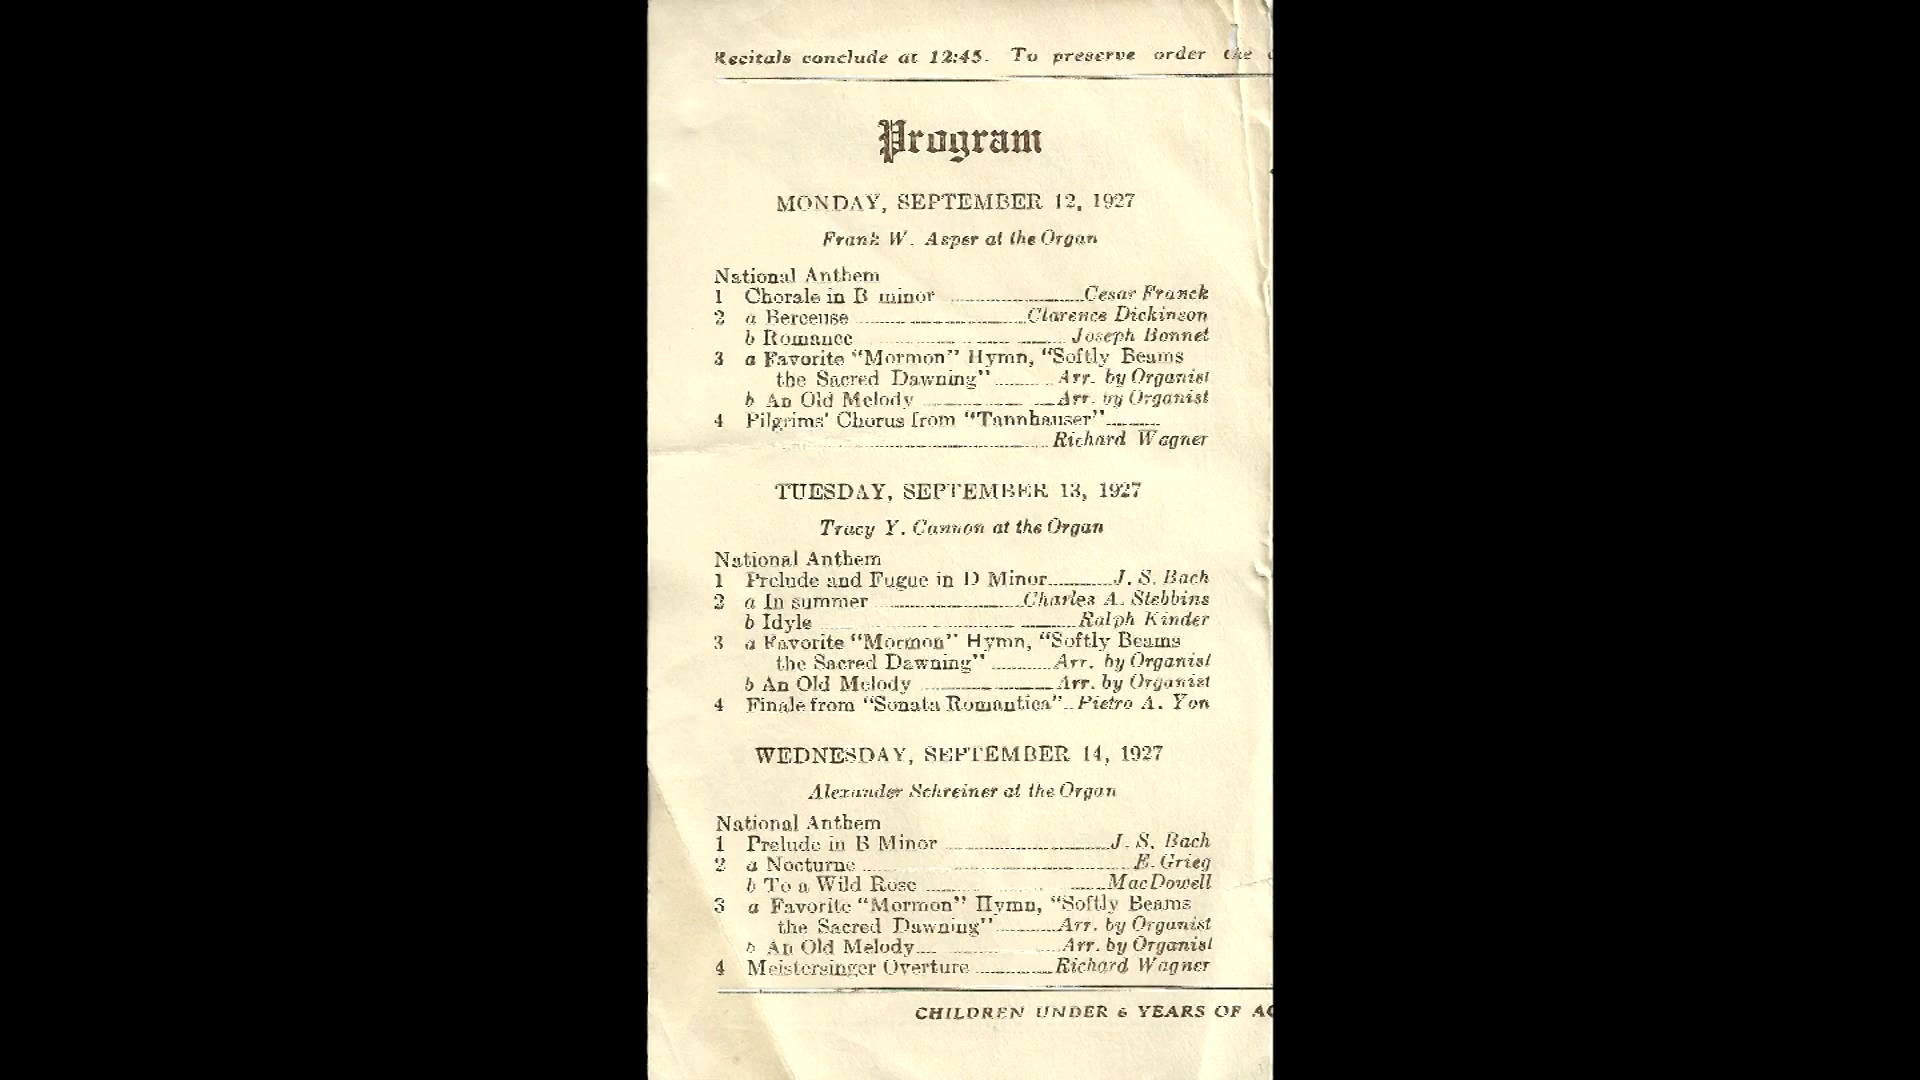 Recitals conclude at 12:45. To preserve order the
Program
MONDAY, SEPTEMBER 12, 1927
Frank W. Asper at the Organ
National Anthem
1 Chorale in B minor Cesar Franck
2 a Berceuse Clarence Dickinson
b Romance Joseph Bonnet
3 a Favorite "Mormon" Hymn, "Softly Beams
the Sacred Dawning" Arr. by Organist
b An Old Melody Arr. by Organist
4 Pilgrims' Chorus from "Tannhauser"
Richard Wagner
TUESDAY, SEPTEMBER 13, 1927
Tracy Y. Cannon at the Organ
National Anthem
1 Prelude and Fugue in D Minor J. S. Bach
2 a In summer Charles A. Stebbins
b Idyle Ralph Kinder
3 a Favorite "Mormon" Hymn, "Softly Beams
the Sacred Dawning" Arr. by Organist
b An Old Melody Arr. by Organist
4 Finale from "Sonata Romantica" Pietro A. Yon
WEDNESDAY, SEPTEMBER 14, 1927
Alexander Schreiner at the Organ
National Anthem
1 Prelude in B Minor J. S. Bach
2 a Nocturne E. Grieg
b To a Wild Rose MacDowell
3 a Favorite "Mormon" Hymn, "Softly Beams
the Sacred Dawning" Arr. by Organist
b An Old Melody Arr. by Organist
4 Meistersinger Overture Richard Wagner
CHILDREN UNDER 6 YEARS OF